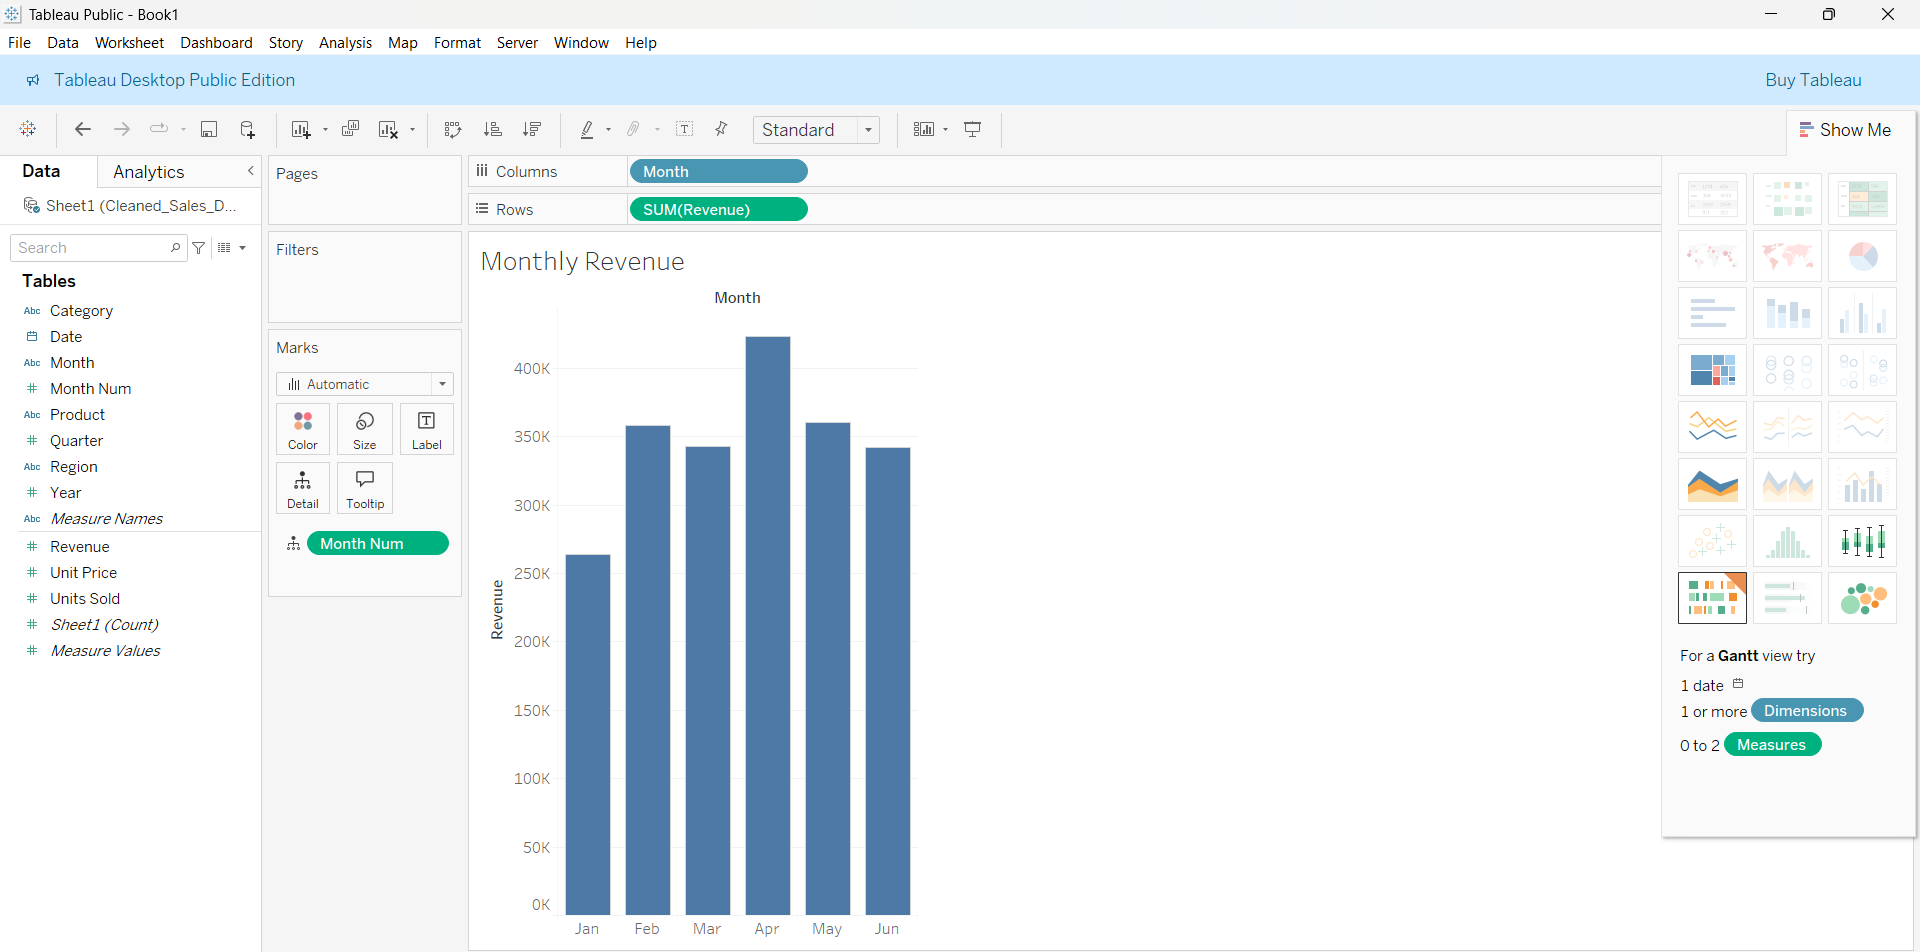 Tableau Public - Book1
File Data Worksheet Dashboard Story Analysis Map Format Server Window Help
Tableau Desktop Public Edition
Buy Tableau
Standard
Show Me
Data
Analytics
Sheet1 (Cleaned_Sales_D...
Search
Tables
Abc Category
Date
Abc Month
# Month Num
Abc Product
# Quarter
Abc Region
# Year
Abc Measure Names
# Revenue
# Unit Price
# Units Sold
# Sheet1 (Count)
# Measure Values
Pages
Filters
Marks
Automatic
Color
Size
Label
Detail
Tooltip
Month Num
Columns
Month
Rows
SUM(Revenue)
Monthly Revenue
Month
Revenue
400K
350K
300K
250K
200K
150K
100K
50K
0K
Jan Feb Mar Apr May Jun
For a Gantt view try
1 date
1 or more Dimensions
0 to 2 Measures